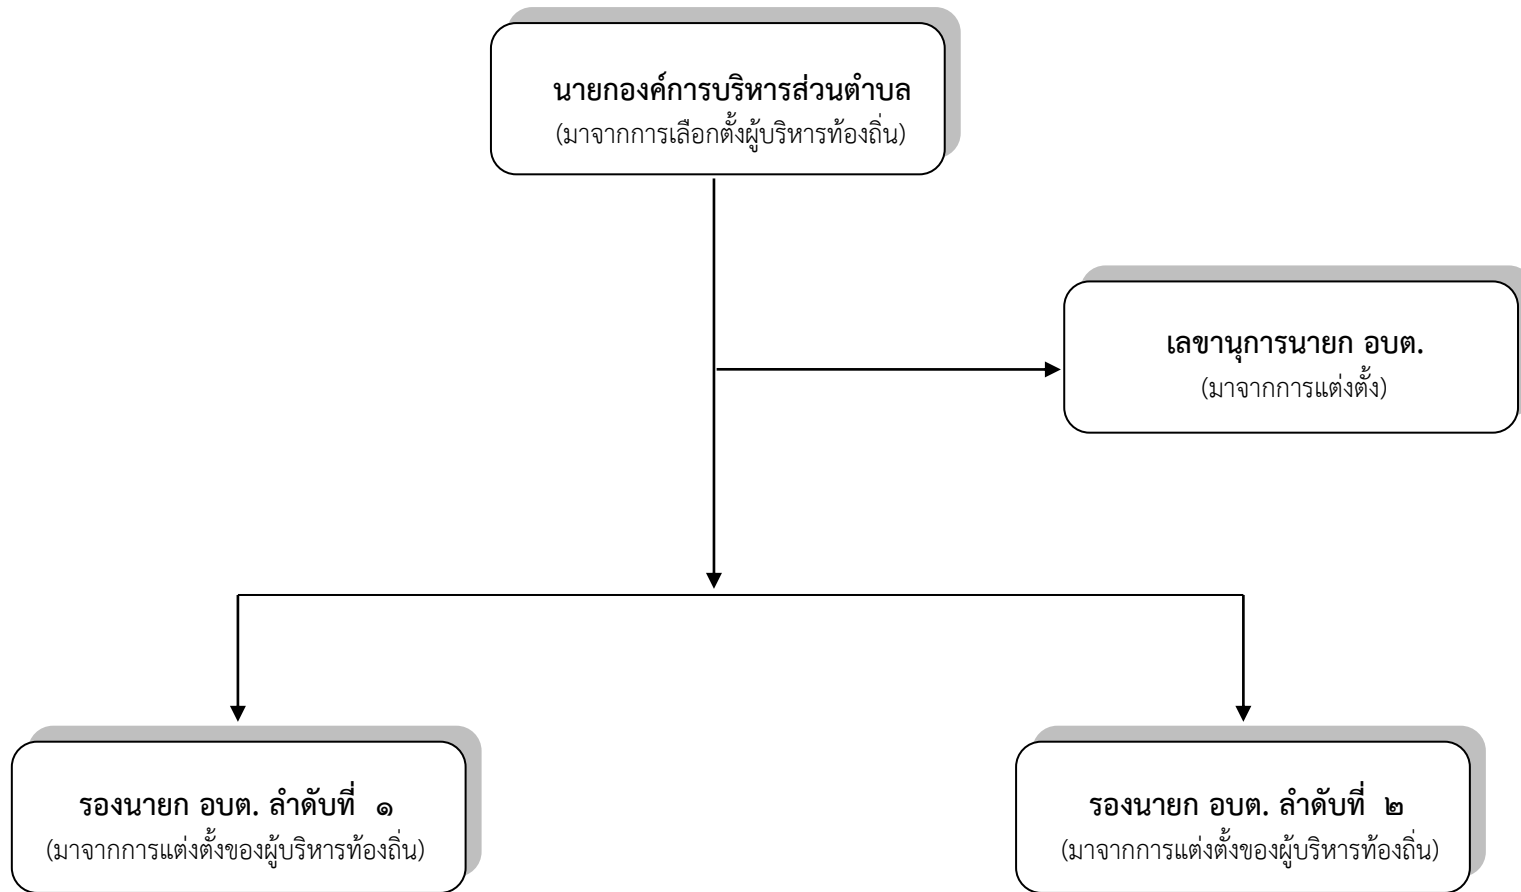 นายกองค์การบริหารส่วนตำบล
(มาจากการเลือกตั้งผู้บริหารท้องถิ่น)
เลขานุการนายก อบต.
(มาจากการแต่งตั้ง)
รองนายก อบต. ลำดับที่ ๑
(มาจากการแต่งตั้งของผู้บริหารท้องถิ่น)
รองนายก อบต. ลำดับที่ ๒
(มาจากการแต่งตั้งของผู้บริหารท้องถิ่น)